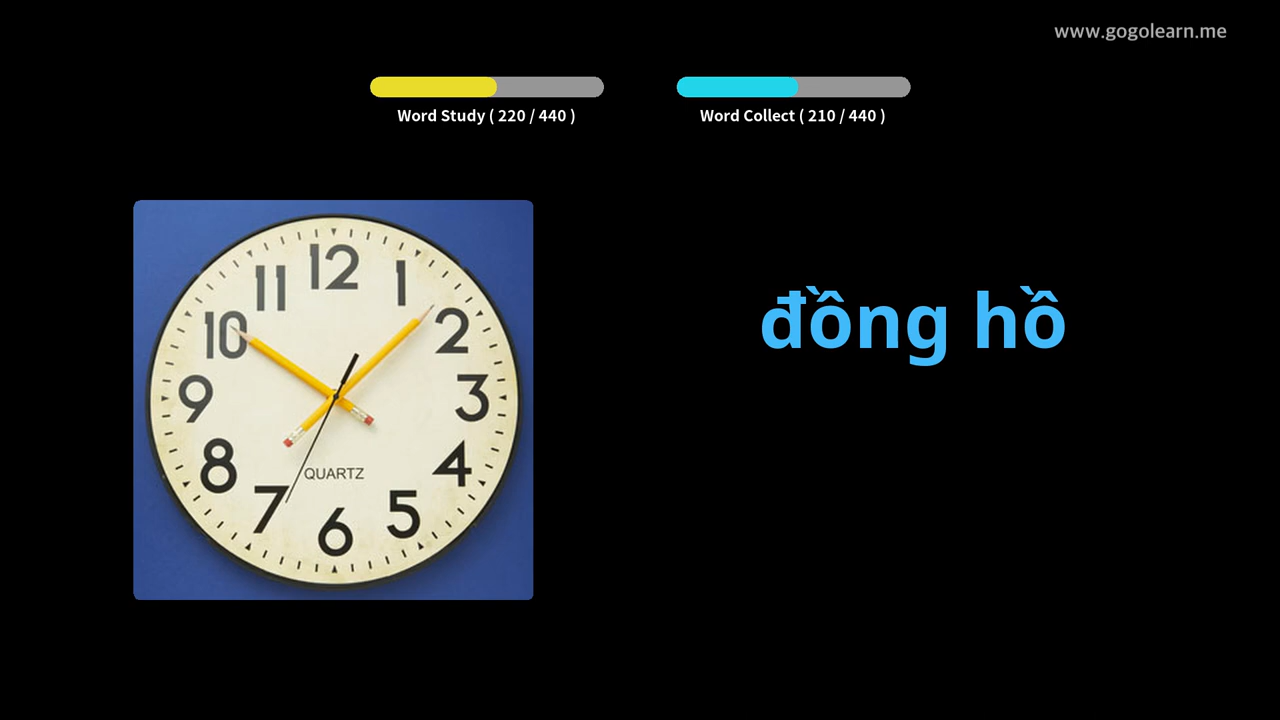 www.gogolearn.me
Word Study ( 220 / 440 )
Word Collect ( 210 / 440 )
12
11
1
10
2
9
3
8
4
QUARTZ
7
5
6
đồng hồ